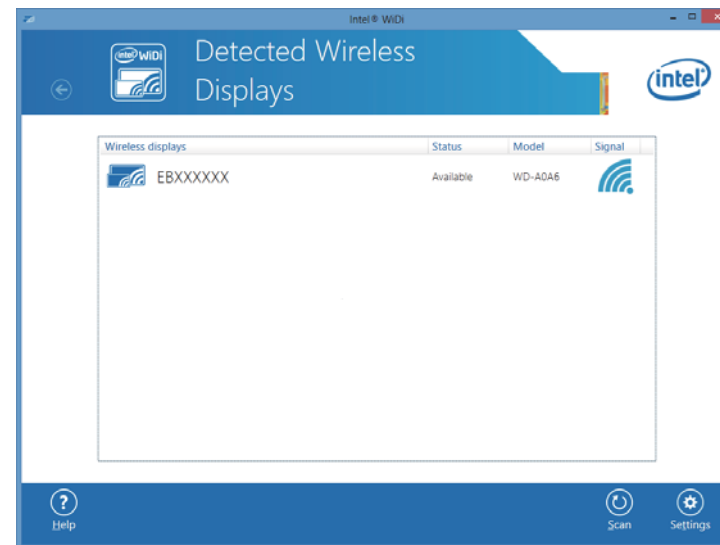 Intel® WiDi
intel WiDi
Detected Wireless
Displays
intel
Wireless displays Status Model Signal
EBXXXXXX Available WD-A0A6
?
Help
Scan
Settings